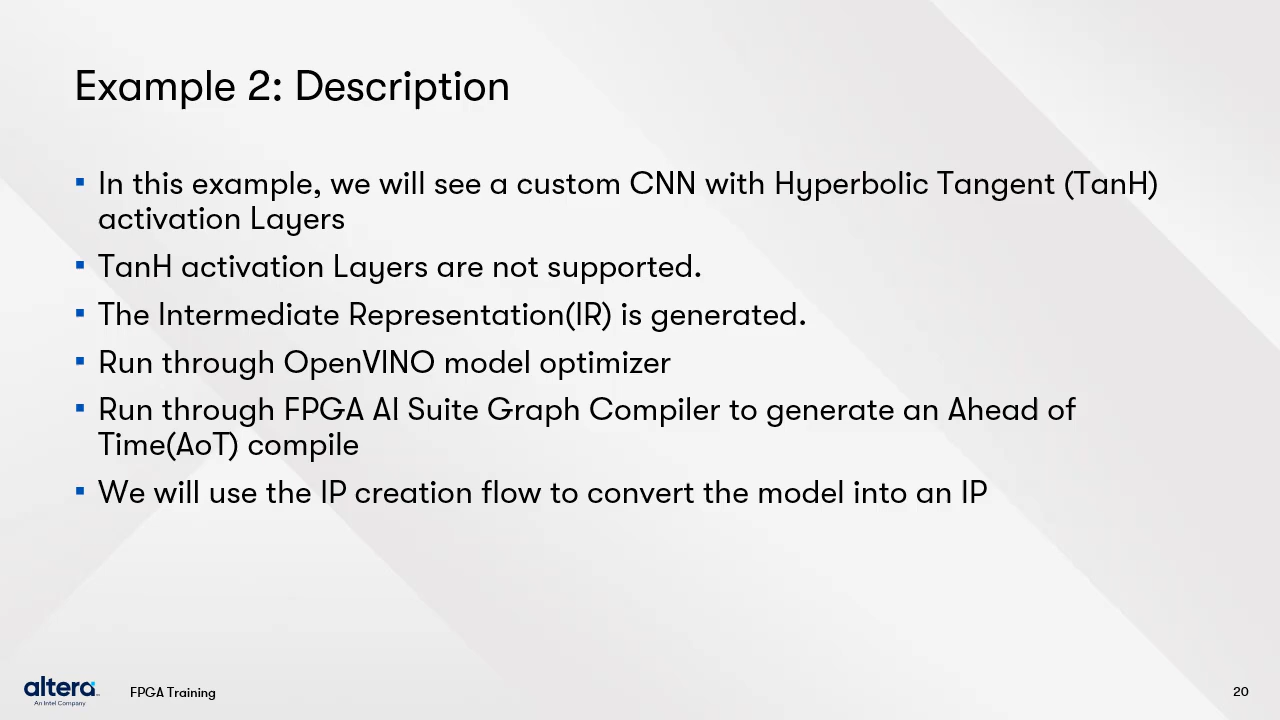 Example 2: Description
▪ In this example, we will see a custom CNN with Hyperbolic Tangent (TanH)
activation Layers
▪ TanH activation Layers are not supported.
▪ The Intermediate Representation(IR) is generated.
▪ Run through OpenVINO model optimizer
▪ Run through FPGA AI Suite Graph Compiler to generate an Ahead of
Time(AoT) compile
▪ We will use the IP creation flow to convert the model into an IP
altera
An Intel Company
FPGA Training
20